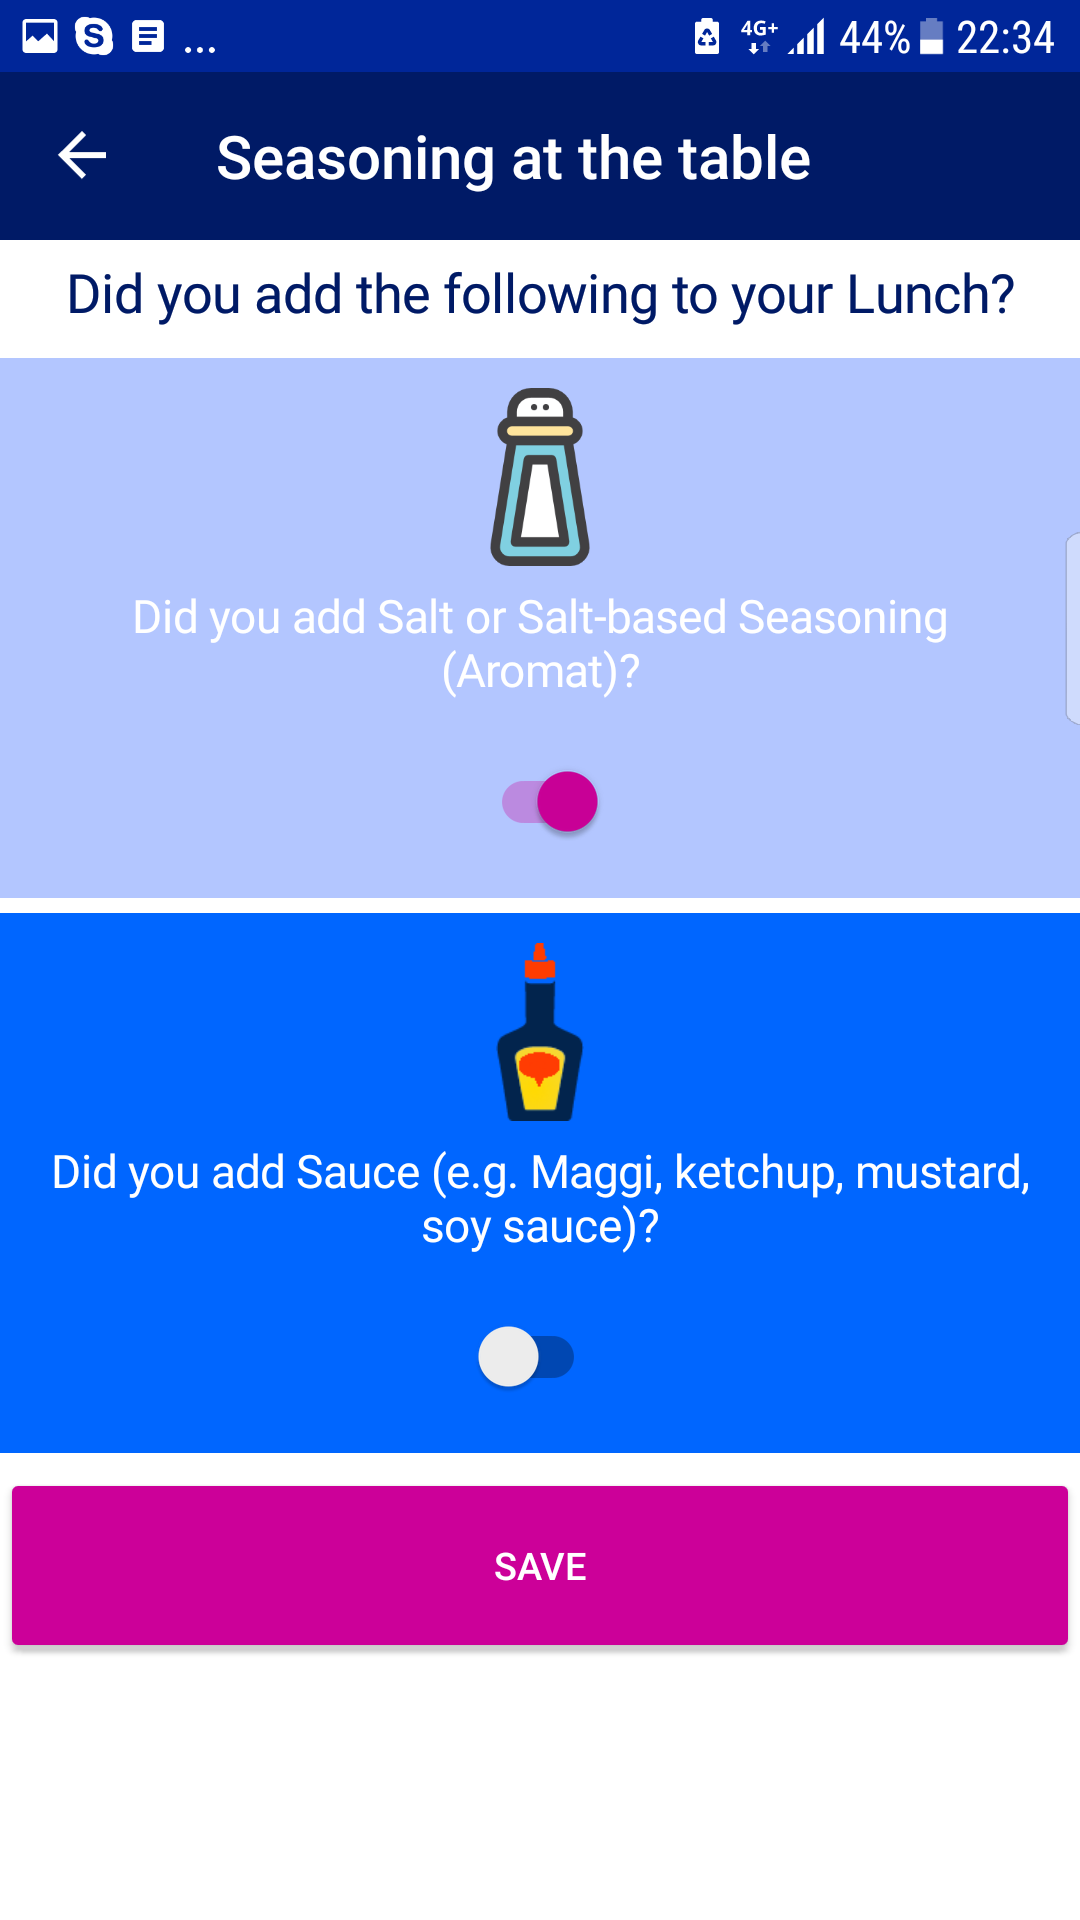 ... 4G+ 44% 22:34
Seasoning at the table
Did you add the following to your Lunch?
Did you add Salt or Salt-based Seasoning
(Aromat)?
Did you add Sauce (e.g. Maggi, ketchup, mustard,
soy sauce)?
SAVE